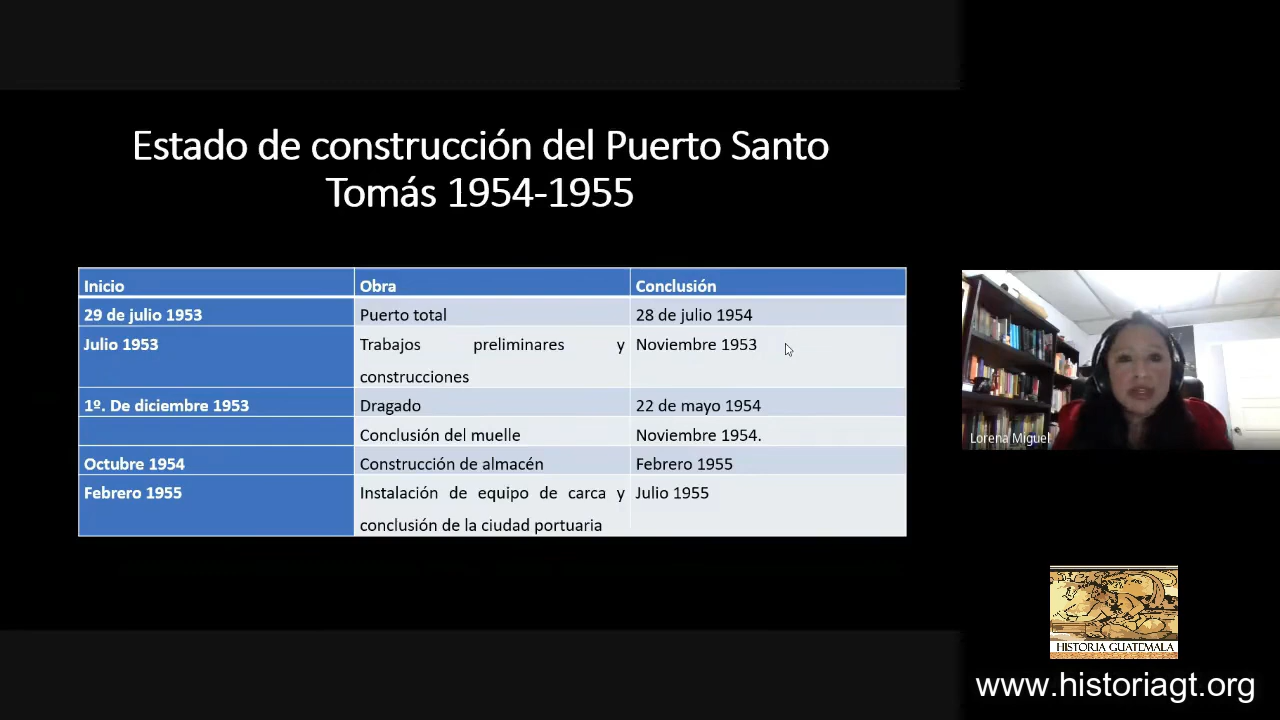 Estado de construcción del Puerto Santo
Tomás 1954-1955
Inicio Obra Conclusión
29 de julio 1953 Puerto total 28 de julio 1954
Julio 1953 Trabajos preliminares y Noviembre 1953
construcciones
1º. De diciembre 1953 Dragado 22 de mayo 1954
Conclusión del muelle Noviembre 1954.
Octubre 1954 Construcción de almacén Febrero 1955
Febrero 1955 Instalación de equipo de carca y Julio 1955
conclusión de la ciudad portuaria
Lorena Miguel
HISTORIA GUATEMALA
www.historiagt.org